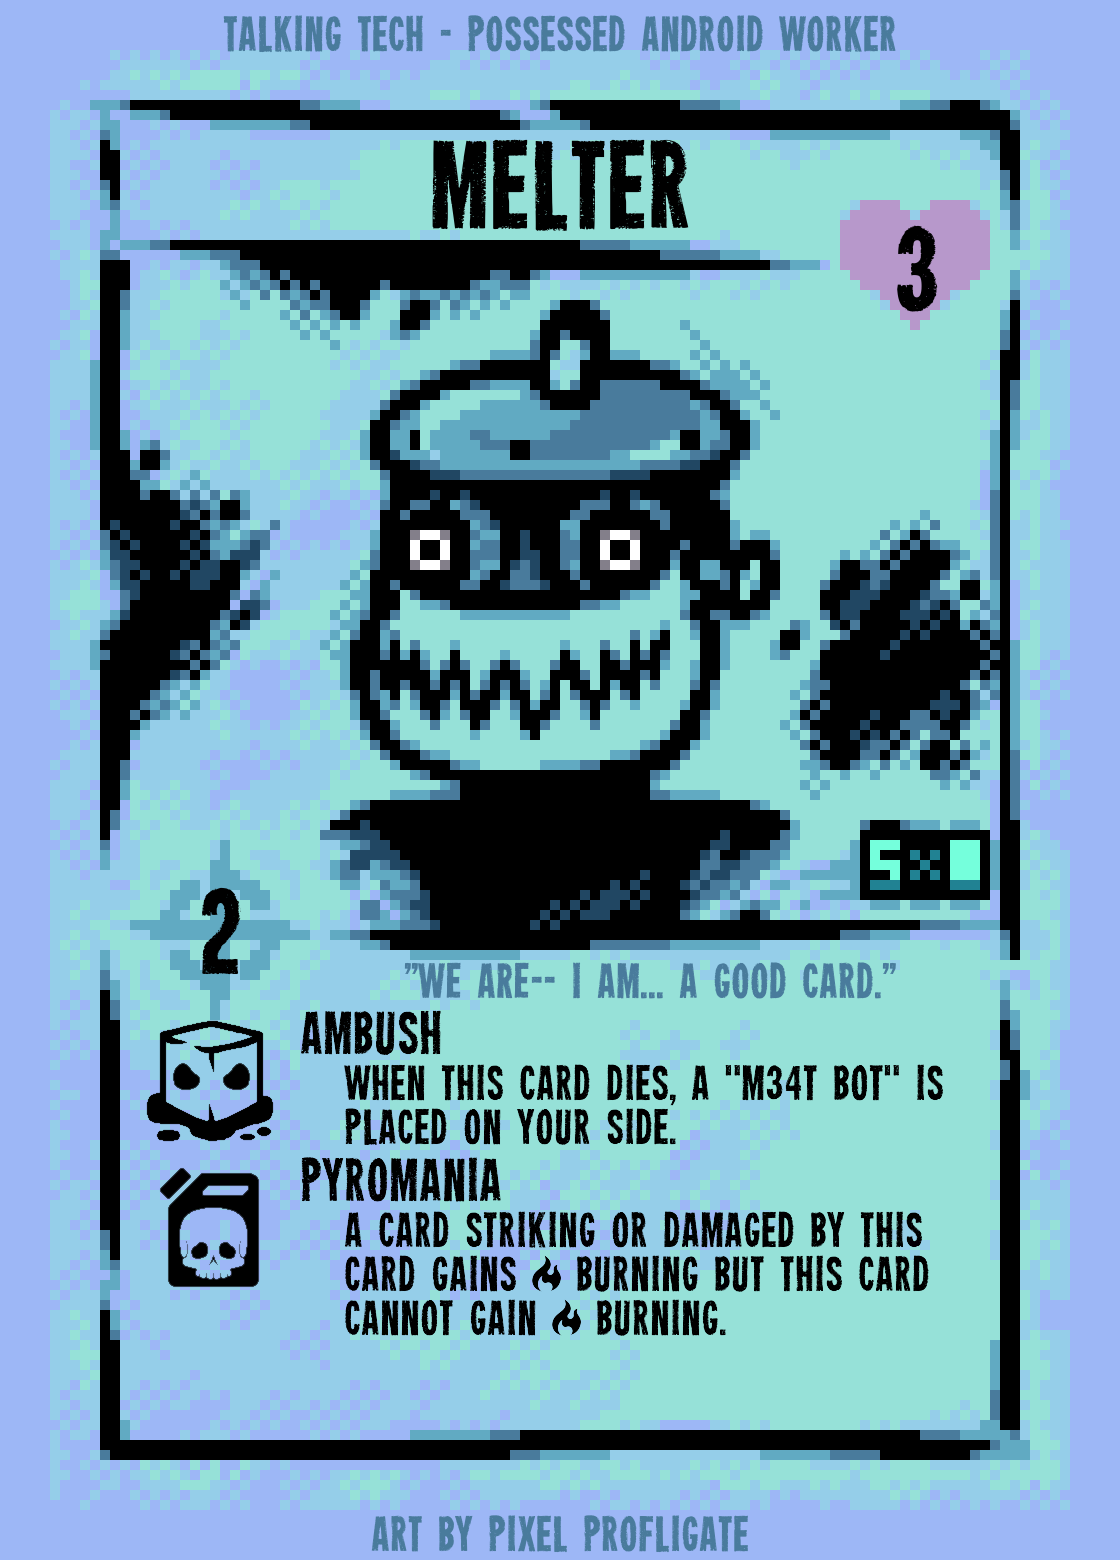 TALKING TECH - POSSESSED ANDROID WORKER
MELTER
3
5X
2
"WE ARE-- I AM... A GOOD CARD."
AMBUSH
WHEN THIS CARD DIES, A "M34T BOT" IS
PLACED ON YOUR SIDE.
PYROMANIA
A CARD STRIKING OR DAMAGED BY THIS
CARD GAINS BURNING BUT THIS CARD
CANNOT GAIN BURNING.
ART BY PIXEL PROFLIGATE